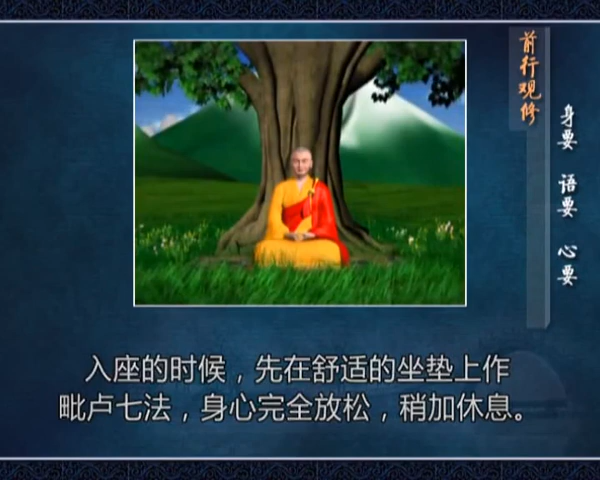 前行观修
身要 语要 心要
入座的时候，先在舒适的坐垫上作
毗卢七法，身心完全放松，稍加休息。